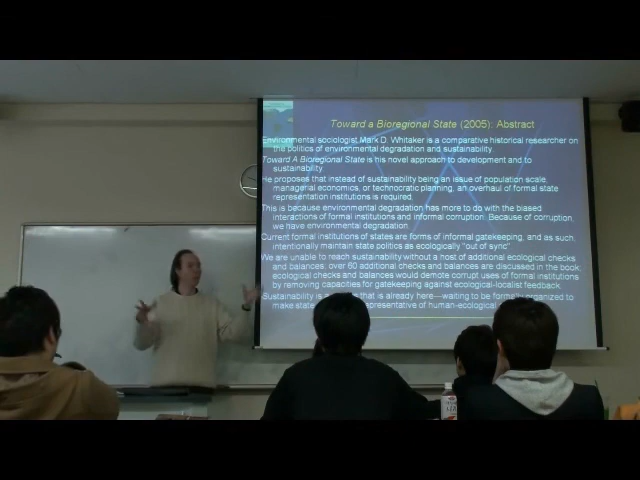 Toward a Bioregional State (2005): Abstract
Environmental sociologist Mark D. Whitaker is a comparative historical researcher on
the politics of environmental degradation and sustainability.
Toward A Bioregional State is his novel approach to development and to
sustainability.
He proposes that instead of sustainability being an issue of population scale,
managerial economics, or technocratic planning, an overhaul of formal state
representation institutions is required.
This is because environmental degradation has more to do with the biased
interactions of formal institutions and informal corruption. Because of corruption,
we have environmental degradation.
Current formal institutions of states are forms of informal gatekeeping, and as such,
intentionally maintain state politics as ecologically "out of sync".
We are unable to reach sustainability without a host of additional ecological checks
and balances: over 60 additional checks and balances are discussed in the book;
ecological checks and balances would demote corrupt uses of formal institutions
by removing capacities for gatekeeping against ecological-localist feedback.
Sustainability is a that is already here—waiting to be formally organized to
make state representative of human-ecological